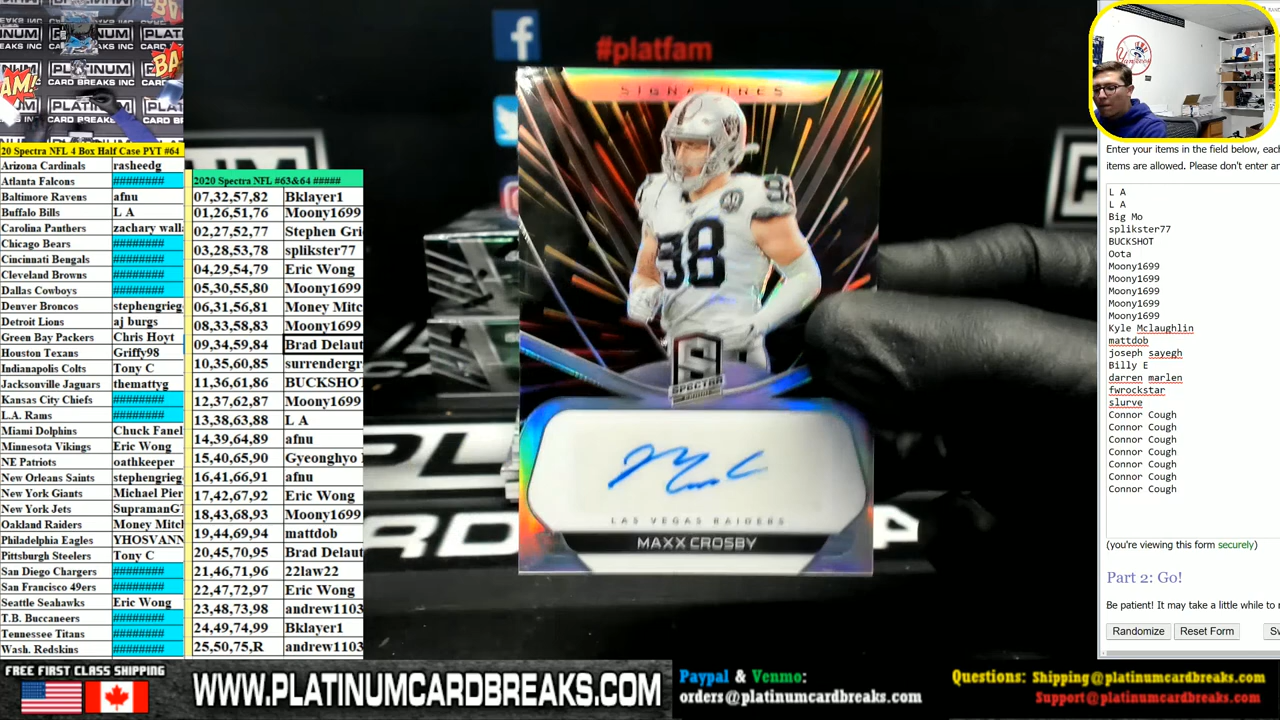 #platfam
20 Spectra NFL 4 Box Half Case PYT #64
Arizona Cardinals rasheedg
Atlanta Falcons ########
Baltimore Ravens afnu
Buffalo Bills L A
Carolina Panthers zachary wall
Chicago Bears ########
Cincinnati Bengals ########
Cleveland Browns ########
Dallas Cowboys ########
Denver Broncos stephengrieg
Detroit Lions aj burgs
Green Bay Packers Chris Hoyt
Houston Texans Griffy98
Indianapolis Colts Tony C
Jacksonville Jaguars themattyg
Kansas City Chiefs ########
L.A. Rams ########
Miami Dolphins Chuck Fanel
Minnesota Vikings Eric Wong
NE Patriots oathkeeper
New Orleans Saints stephengrieg
New York Giants Michael Pier
New York Jets SupramanGT
Oakland Raiders Money Mitch
Philadelphia Eagles YHOSVANN
Pittsburgh Steelers Tony C
San Diego Chargers ########
San Francisco 49ers ########
Seattle Seahawks Eric Wong
T.B. Buccaneers ########
Tennessee Titans ########
Wash. Redskins ########
2020 Spectra NFL #63&64 #####
07,32,57,82 Bklayer1
01,26,51,76 Moony1699
02,27,52,77 Stephen Gri
03,28,53,78 splikster77
04,29,54,79 Eric Wong
05,30,55,80 Moony1699
06,31,56,81 Money Mitc
08,33,58,83 Moony1699
09,34,59,84 Brad Delaut
10,35,60,85 surrendergr
11,36,61,86 BUCKSHOT
12,37,62,87 Moony1699
13,38,63,88 L A
14,39,64,89 afnu
15,40,65,90 Gyeonghyo
16,41,66,91 afnu
17,42,67,92 Eric Wong
18,43,68,93 Moony1699
19,44,69,94 mattdob
20,45,70,95 Brad Delaut
21,46,71,96 22law22
22,47,72,97 Eric Wong
23,48,73,98 andrew1103
24,49,74,99 Bklayer1
25,50,75,R andrew1103
SIGNATURES
98
SPECTRA
LAS VEGAS RAIDERS
MAXX CROSBY
Yankees
Enter your items in the field below, eac
items are allowed. Please don't enter an
L A
L A
Big Mo
splikster77
BUCKSHOT
Oota
Moony1699
Moony1699
Moony1699
Moony1699
Moony1699
Kyle Mclaughlin
mattdob
joseph sayegh
Billy E
darren marlen
fwrockstar
slurve
Connor Cough
Connor Cough
Connor Cough
Connor Cough
Connor Cough
Connor Cough
Connor Cough
(you're viewing this form securely)
Part 2: Go!
Be patient! It may take a little while to
Randomize Reset Form
FREE FIRST CLASS SHIPPING
WWW.PLATINUMCARDBREAKS.COM
Paypal & Venmo:
orders@platinumcardbreaks.com
Questions: Shipping@platinumcardbreaks.com
Support@platinumcardbreaks.com